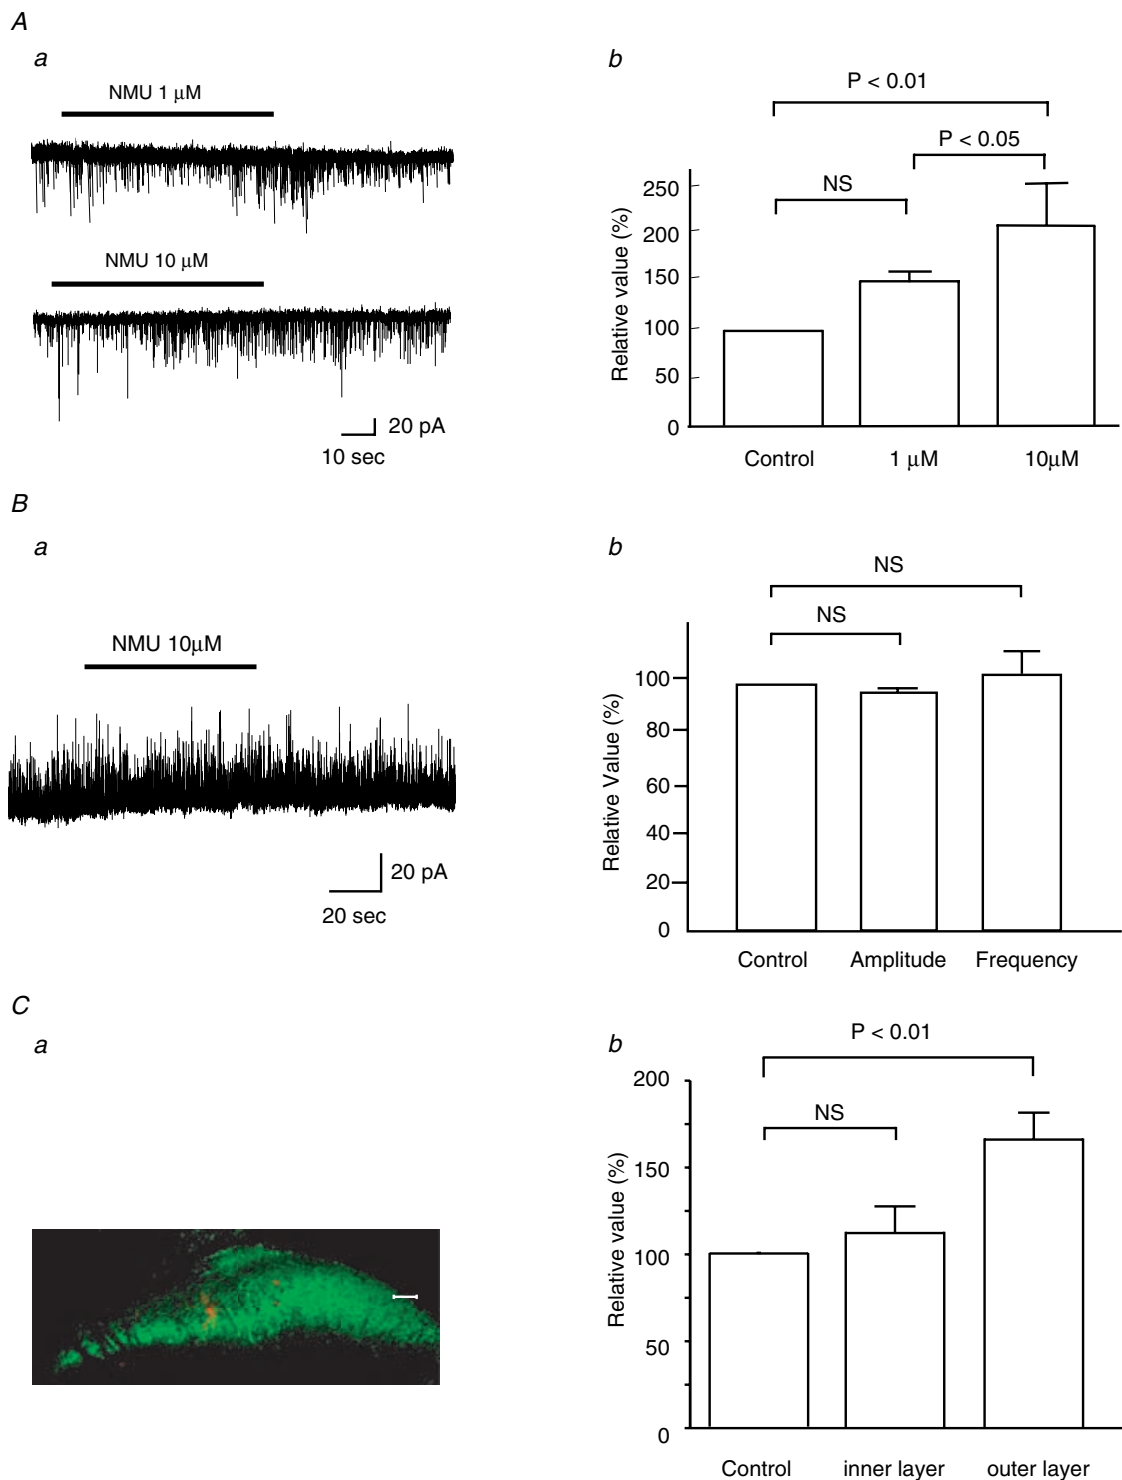 A
a
NMU 1 μM
NMU 10 μM
20 pA
10 sec
b
P < 0.01
P < 0.05
NS
Relative value (%)
250
200
150
100
50
0
Control
1 μM
10μM
B
a
NMU 10μM
20 pA
20 sec
b
NS
NS
Relative Value (%)
100
80
60
40
20
0
Control
Amplitude
Frequency
C
a
b
P < 0.01
NS
Relative value (%)
200
150
100
50
0
Control
inner layer
outer layer